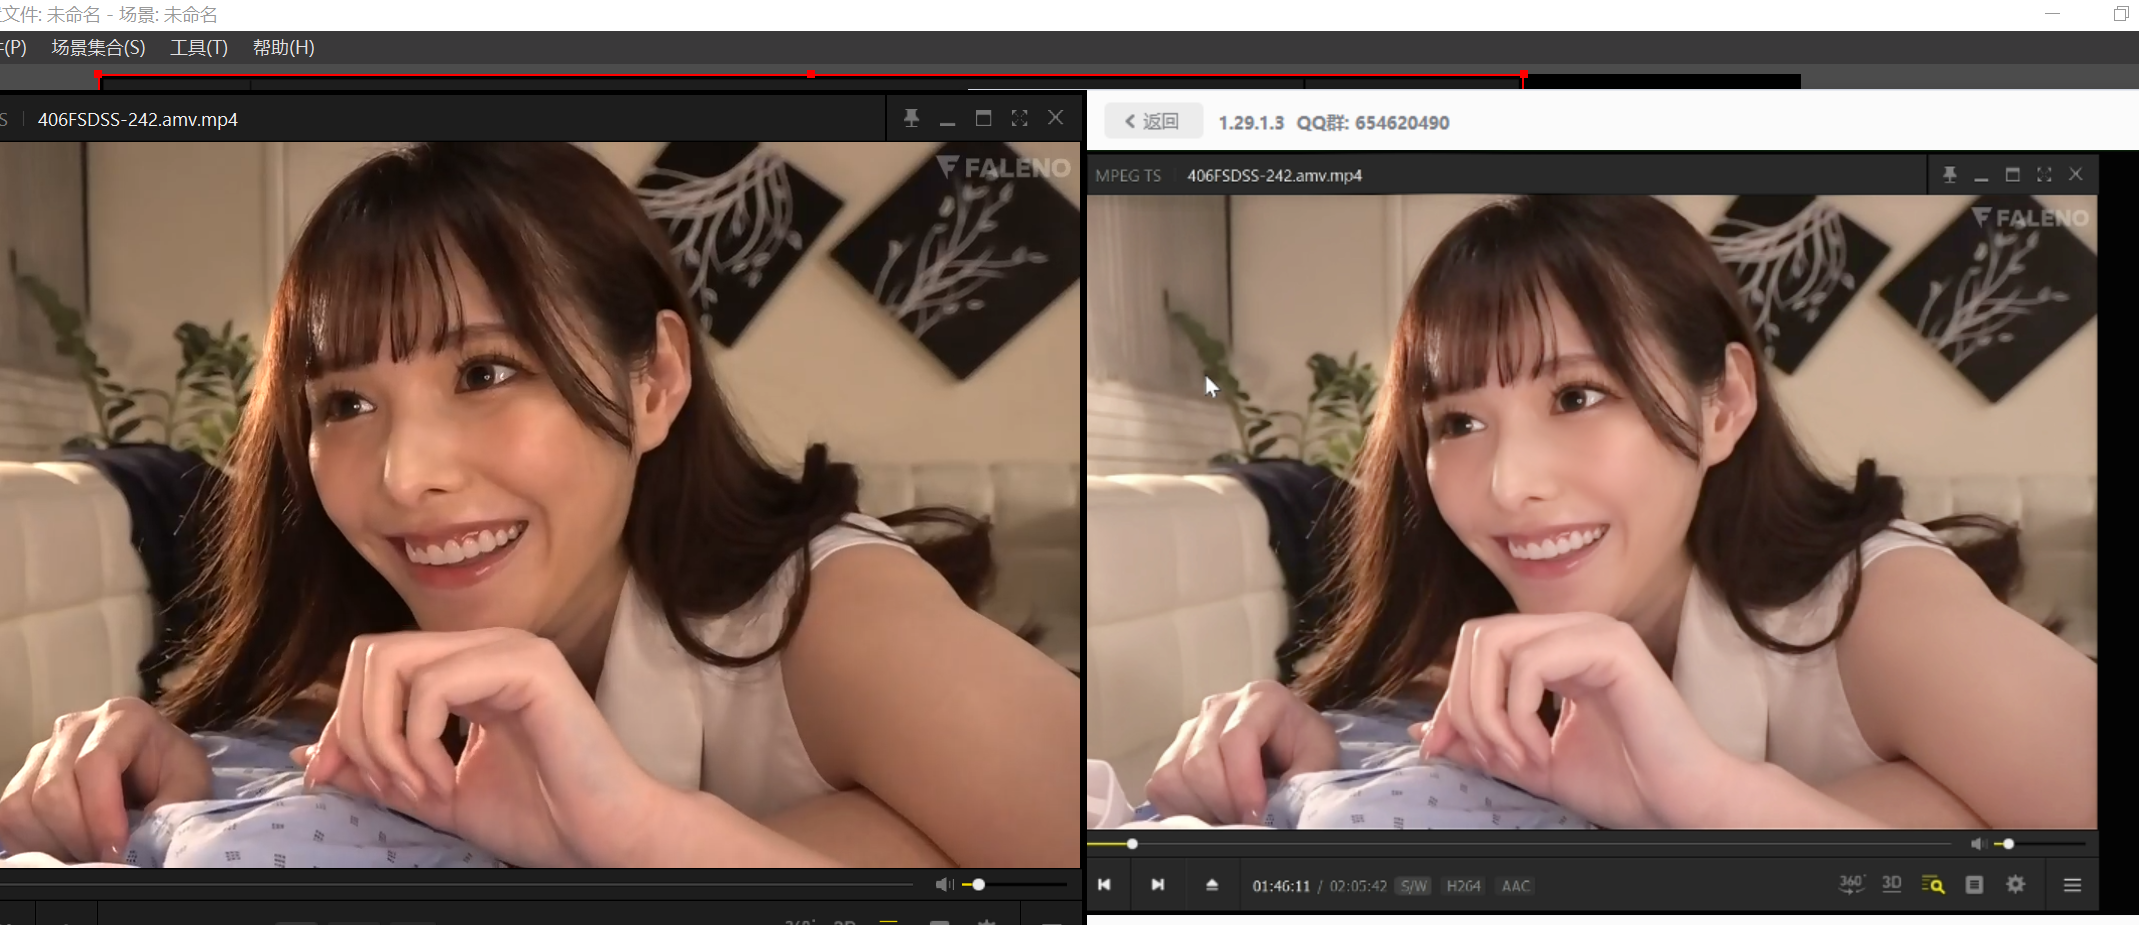 文件: 未命名 - 场景: 未命名
(P) 场景集合(S) 工具(T) 帮助(H)
S 406FSDSS-242.amv.mp4
FALENO
返回 1.29.1.3 QQ群: 654620490
MPEG TS 406FSDSS-242.amv.mp4
FALENO
01:46:11 / 02:05:42 S/W H264 AAC
360° 3D